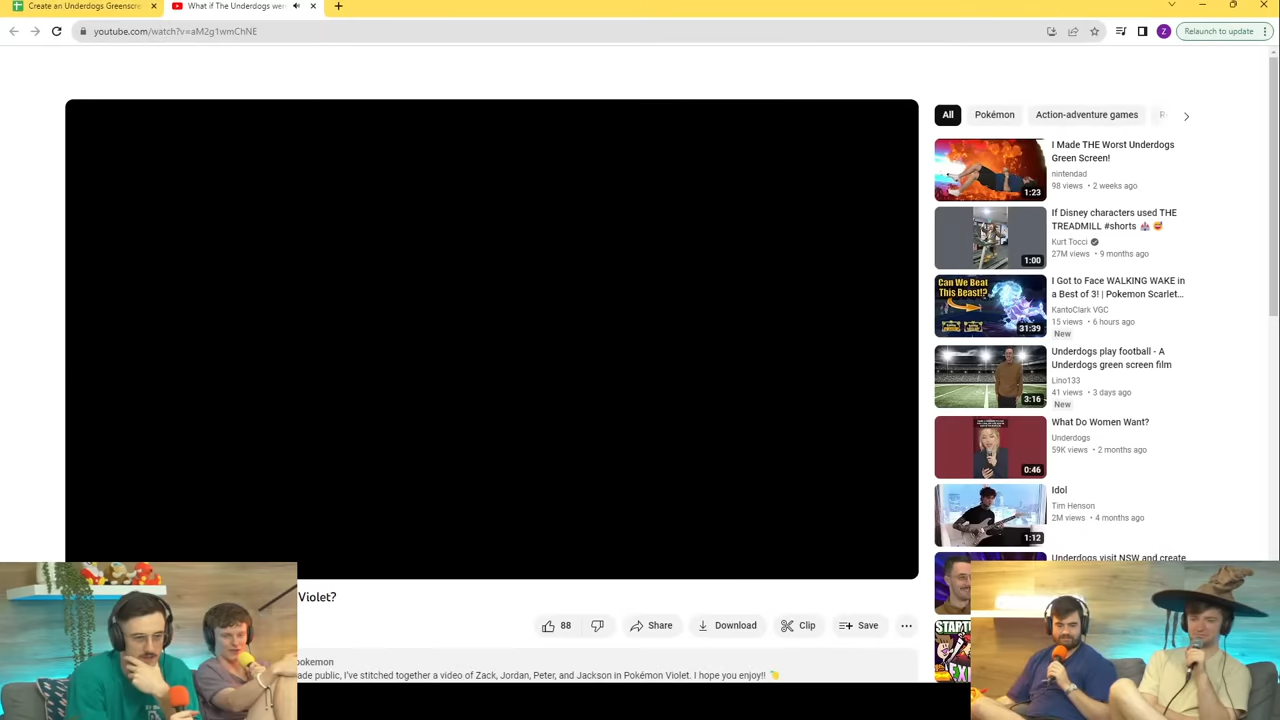 Create an Underdogs Greenscre
What if The Underdogs wer
youtube.com/watch?v=aM2g1wmChNE
Z
Relaunch to update
All
Pokémon
Action-adventure games
I Made THE Worst Underdogs
Green Screen!
nintendad
98 views • 2 weeks ago
1:23
If Disney characters used THE
TREADMILL #shorts 🏰 🥵
Kurt Tocci
27M views • 9 months ago
1:00
Can We Beat
This Beast!?
I Got to Face WALKING WAKE in
a Best of 3! | Pokemon Scarlet...
KantoClark VGC
15 views • 6 hours ago
New
31:39
Underdogs play football - A
Underdogs green screen film
Lino133
41 views • 3 days ago
New
3:16
What Do Women Want?
Underdogs
59K views • 2 months ago
0:46
Idol
Tim Henson
2M views • 4 months ago
1:12
Underdogs visit NSW and create
Violet?
88
Share
Download
Clip
Save
pokemon
ade public, I've stitched together a video of Zack, Jordan, Peter, and Jackson in Pokémon Violet. I hope you enjoy!! 🍋